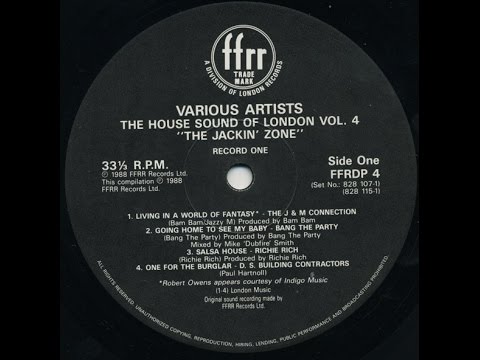 ffrr
TRADE
MARK
A DIVISION OF LONDON RECORDS
VARIOUS ARTISTS
THE HOUSE SOUND OF LONDON VOL. 4
"THE JACKIN' ZONE"
RECORD ONE
33⅓ R.P.M.
℗ 1988 FFRR Records Ltd.
This compilation ℗ 1988
FFRR Records Ltd.
Side One
FFRDP 4
(Set No.: 828 107-1)
(828 115-1)
1. LIVING IN A WORLD OF FANTASY* - THE J & M CONNECTION
(Bam Bam/Jazzy M) Produced by Bam Bam
2. GOING HOME TO SEE MY BABY - BANG THE PARTY
(Bang The Party) Produced by Bang The Party
Mixed by Mike 'Dubfire' Smith
3. SALSA HOUSE - RICHIE RICH
(Richie Rich) Produced by Richie Rich
4. ONE FOR THE BURGLAR - D. S. BUILDING CONTRACTORS
(Paul Hartnoll)
*Robert Owens appears courtesy of Indigo Music
(1-4) London Music
Original sound recording made by
FFRR Records Ltd.
ALL RIGHTS RESERVED. UNAUTHORIZED COPYING, REPRODUCTION, HIRING, LENDING, PUBLIC PERFORMANCE AND BROADCASTING PROHIBITED.